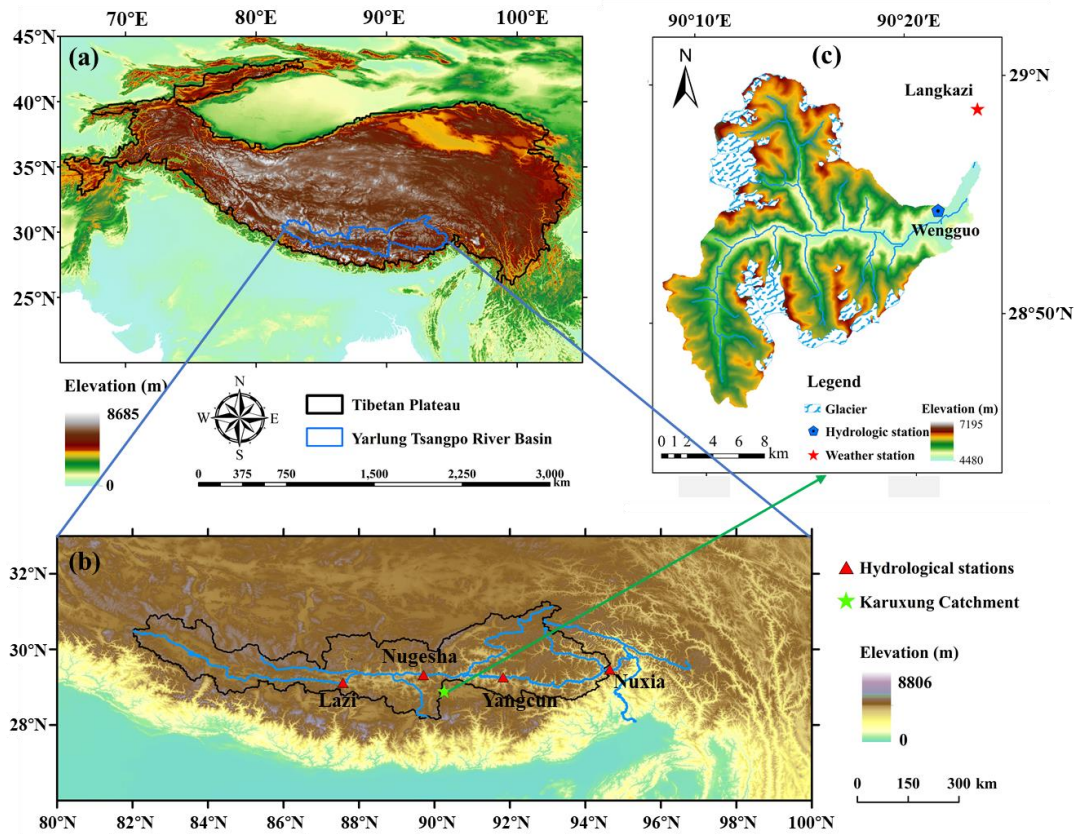 70°E 80°E 90°E 100°E
45°N
40°N
35°N
30°N
25°N
(a)
Elevation (m)
8685
0
N
W E
S
Tibetan Plateau
Yarlung Tsangpo River Basin
0 375 750 1,500 2,250 3,000
km
90°10'E 90°20'E
N
(c)
29°N
Langkazi
Wengguo
28°50'N
Legend
Glacier
Hydrologic station
Weather station
Elevation (m)
7195
4480
0 1 2 4 6 8
km
(b)
32°N
30°N
28°N
Nugesha
Lazi
Yangcun
Nuxia
80°N 82°N 84°N 86°N 88°N 90°N 92°N 94°N 96°N 98°N 100°N
Hydrological stations
Karuxung Catchment
Elevation (m)
8806
0
0 150 300 km